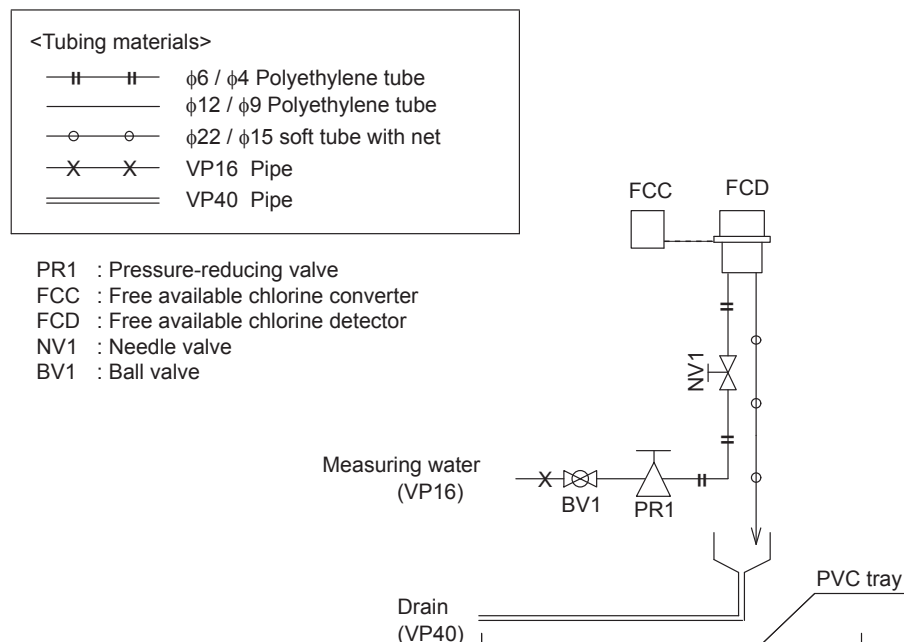 <Tubing materials>
ϕ6 / ϕ4 Polyethylene tube
ϕ12 / ϕ9 Polyethylene tube
ϕ22 / ϕ15 soft tube with net
VP16 Pipe
VP40 Pipe
PR1 : Pressure-reducing valve
FCC : Free available chlorine converter
FCD : Free available chlorine detector
NV1 : Needle valve
BV1 : Ball valve
FCC
FCD
NV1
Measuring water
(VP16)
BV1
PR1
Drain
(VP40)
PVC tray